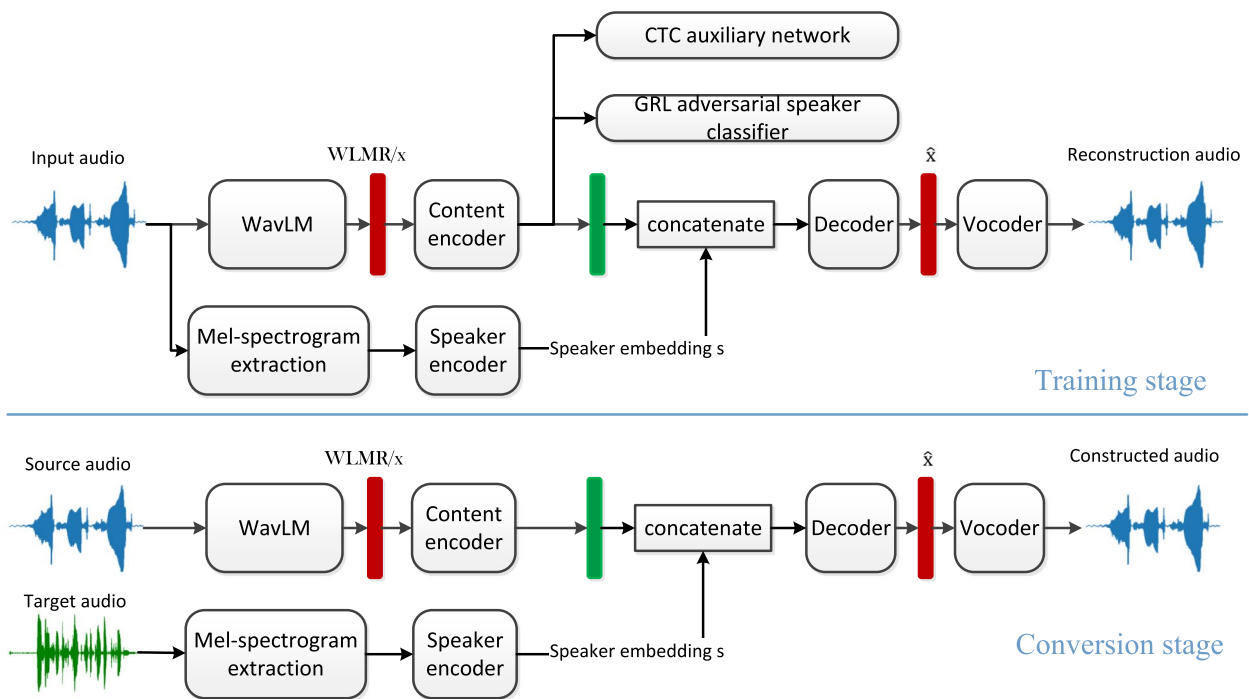 CTC auxiliary network
GRL adversarial speaker
classifier
Input audio
WLMR/x
x̂
Reconstruction audio
WavLM
Content
encoder
concatenate
Decoder
Vocoder
Mel-spectrogram
extraction
Speaker
encoder
Speaker embedding s
Training stage
Source audio
WLMR/x
x̂
Constructed audio
WavLM
Content
encoder
concatenate
Decoder
Vocoder
Target audio
Mel-spectrogram
extraction
Speaker
encoder
Speaker embedding s
Conversion stage